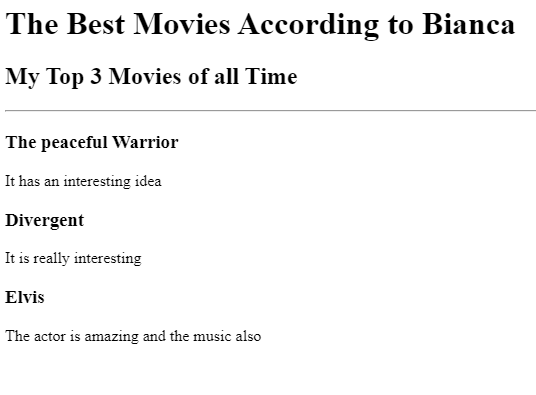 The Best Movies According to Bianca
My Top 3 Movies of all Time
The peaceful Warrior
It has an interesting idea
Divergent
It is really interesting
Elvis
The actor is amazing and the music also